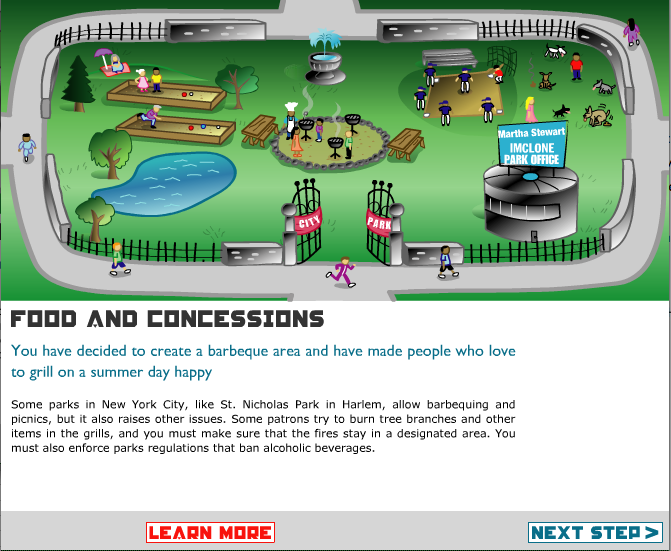 Martha Stewart
IMCLONE
PARK OFFICE
CITY PARK
FOOD AND CONCESSIONS
You have decided to create a barbeque area and have made people who love
to grill on a summer day happy
Some parks in New York City, like St. Nicholas Park in Harlem, allow barbequing and
picnics, but it also raises other issues. Some patrons try to burn tree branches and other
items in the grills, and you must make sure that the fires stay in a designated area. You
must also enforce parks regulations that ban alcoholic beverages.
LEARN MORE
NEXT STEP >